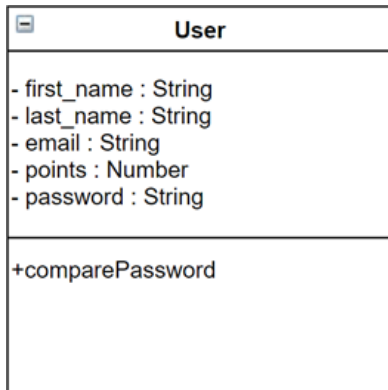 User
- first_name : String
- last_name : String
- email : String
- points : Number
- password : String
+comparePassword